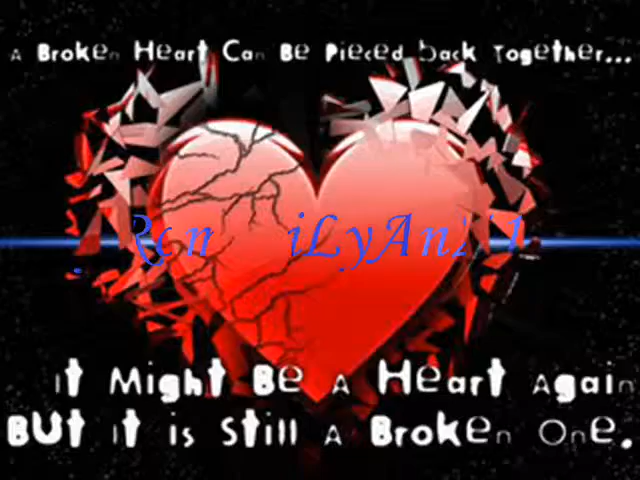 A Broken Heart Can Be Pieced back Together...
It Might Be A Heart Again
BUt it is Still A Broken One.